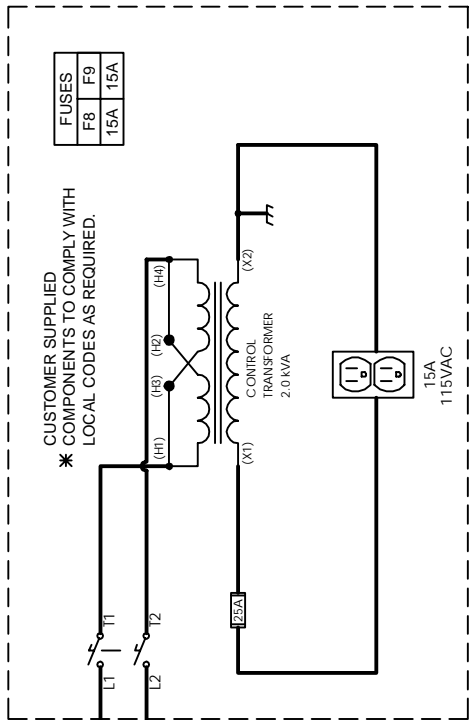 FUSES
F8 F9
15A 15A
CUSTOMER SUPPLIED
✱ COMPONENTS TO COMPLY WITH
LOCAL CODES AS REQUIRED.
L1 T1
L2 T2
(H1) (H3) (H2) (H4)
CONTROL
TRANSFORMER
2.0 kVA
(X1) (X2)
25A
15A
115VAC